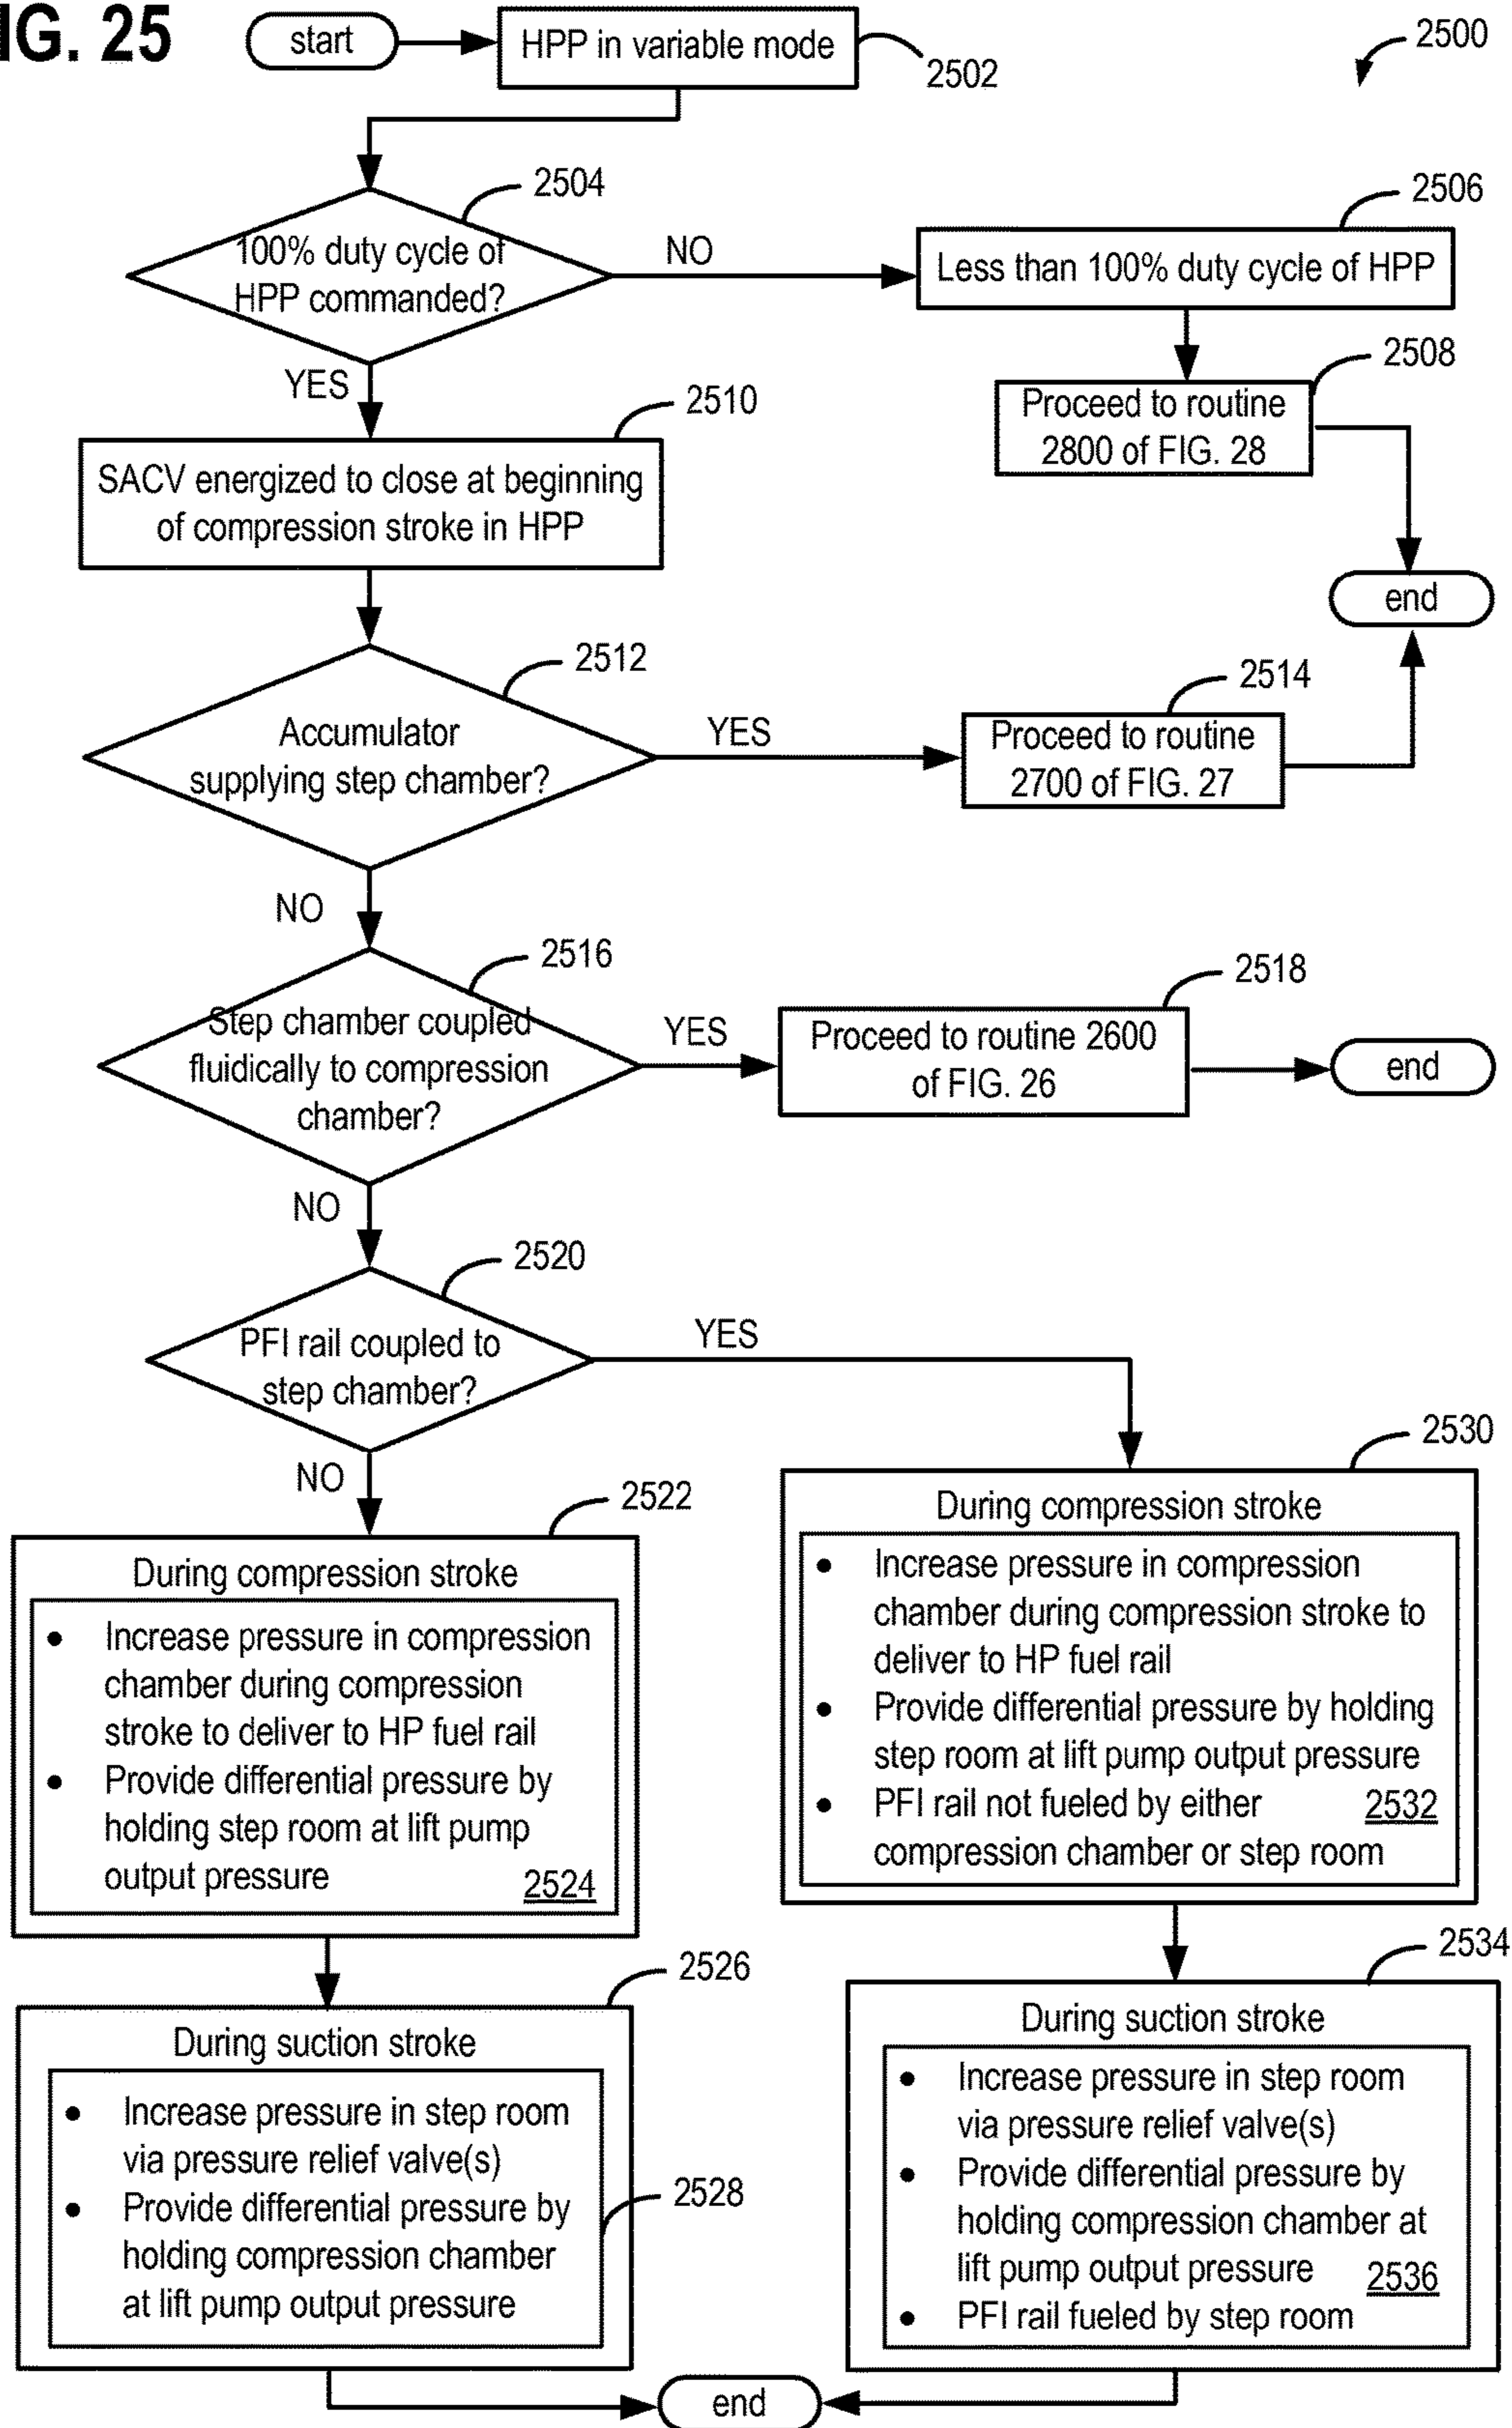 IG. 25
start
HPP in variable mode
2502
2500
2504
100% duty cycle of
HPP commanded?
NO
2506
Less than 100% duty cycle of HPP
2508
Proceed to routine
2800 of FIG. 28
end
YES
2510
SACV energized to close at beginning
of compression stroke in HPP
2512
Accumulator
supplying step chamber?
YES
2514
Proceed to routine
2700 of FIG. 27
NO
2516
Step chamber coupled
fluidically to compression
chamber?
YES
2518
Proceed to routine 2600
of FIG. 26
end
NO
2520
PFI rail coupled to
step chamber?
YES
NO
2522
During compression stroke
• Increase pressure in compression
chamber during compression
stroke to deliver to HP fuel rail
• Provide differential pressure by
holding step room at lift pump
output pressure
2524
2526
During suction stroke
• Increase pressure in step room
via pressure relief valve(s)
• Provide differential pressure by
holding compression chamber
at lift pump output pressure
2528
2530
During compression stroke
• Increase pressure in compression
chamber during compression stroke to
deliver to HP fuel rail
• Provide differential pressure by holding
step room at lift pump output pressure
• PFI rail not fueled by either
compression chamber or step room
2532
2534
During suction stroke
• Increase pressure in step room
via pressure relief valve(s)
• Provide differential pressure by
holding compression chamber at
lift pump output pressure
2536
• PFI rail fueled by step room
end